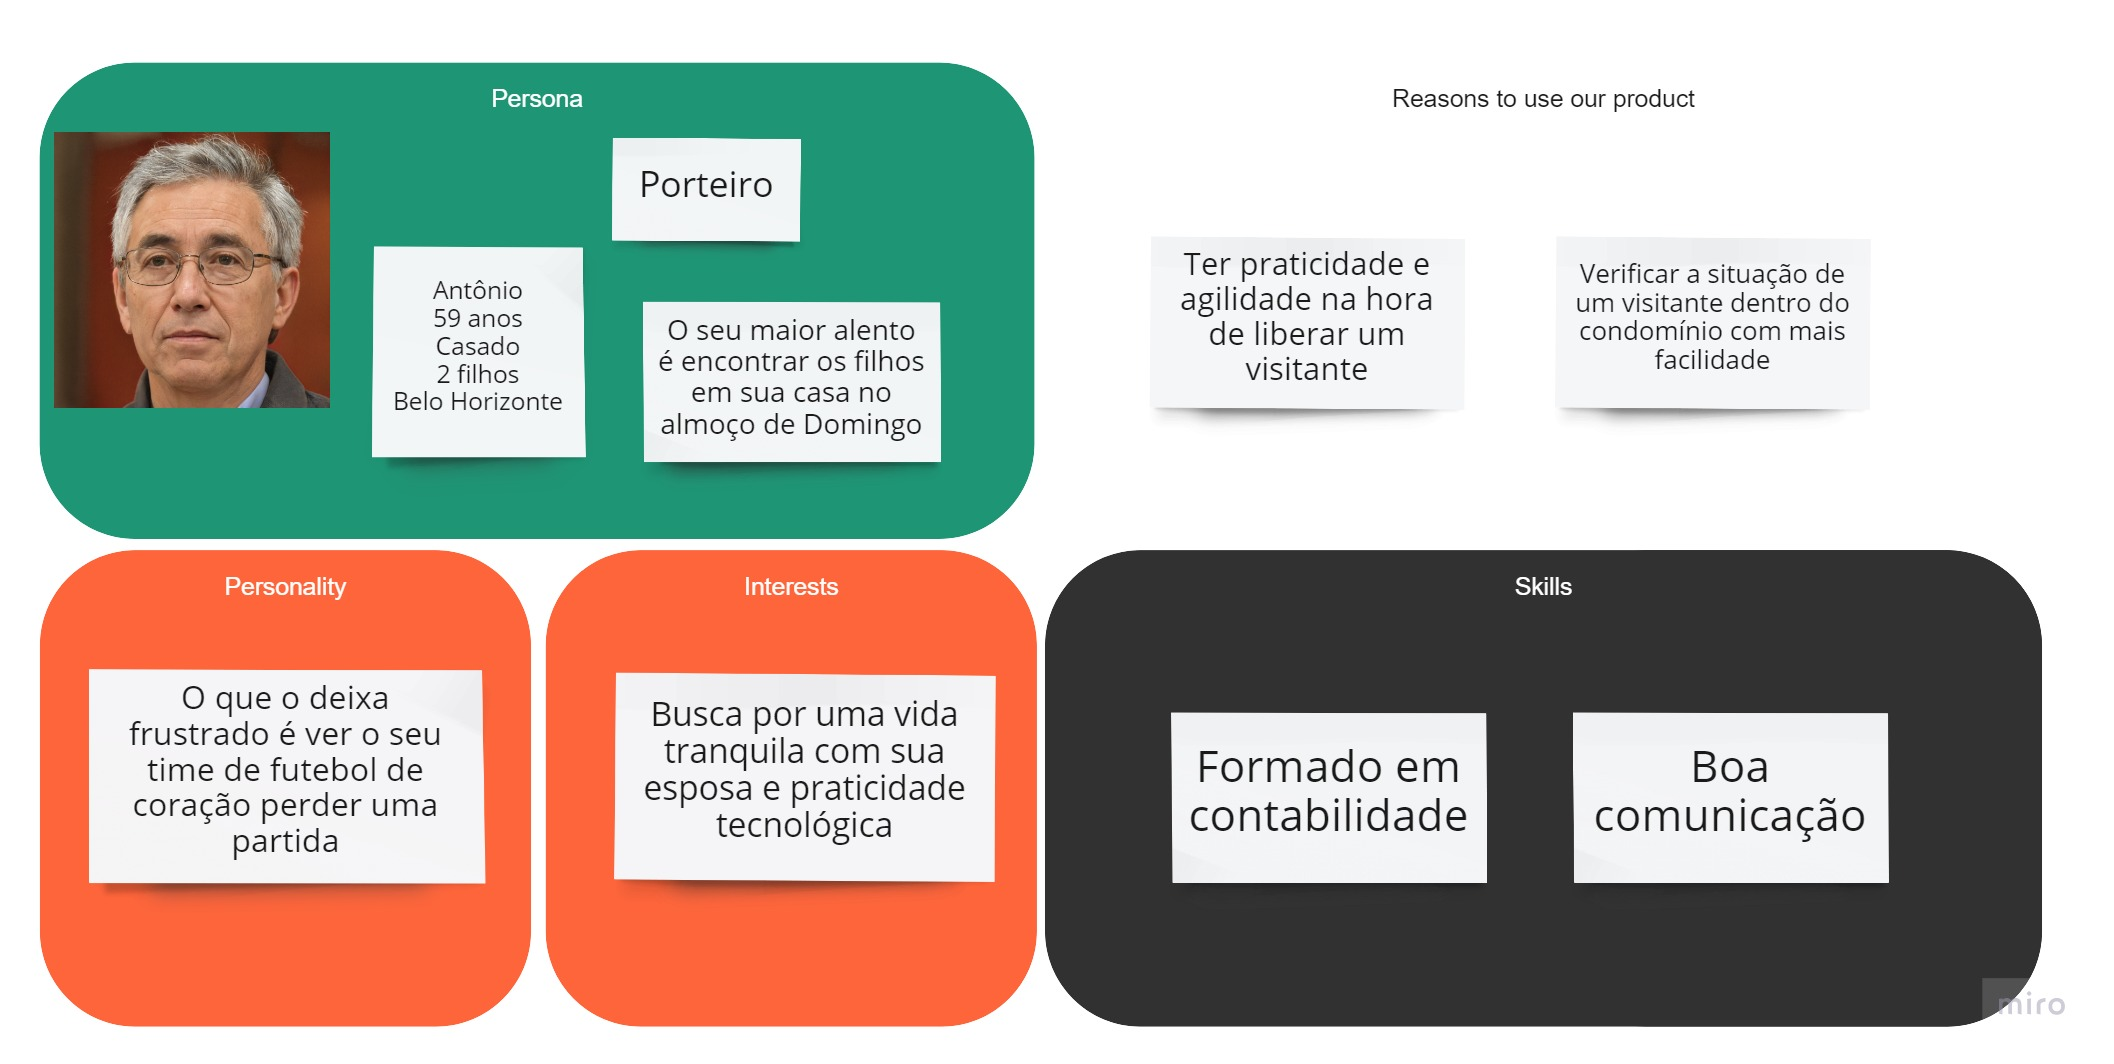 Persona
Porteiro
Antônio
59 anos
Casado
2 filhos
Belo Horizonte
O seu maior alento
é encontrar os filhos
em sua casa no
almoço de Domingo
Reasons to use our product
Ter praticidade e
agilidade na hora
de liberar um
visitante
Verificar a situação de
um visitante dentro do
condomínio com mais
facilidade
Personality
O que o deixa
frustrado é ver o seu
time de futebol de
coração perder uma
partida
Interests
Busca por uma vida
tranquila com sua
esposa e praticidade
tecnológica
Skills
Formado em
contabilidade
Boa
comunicação
miro